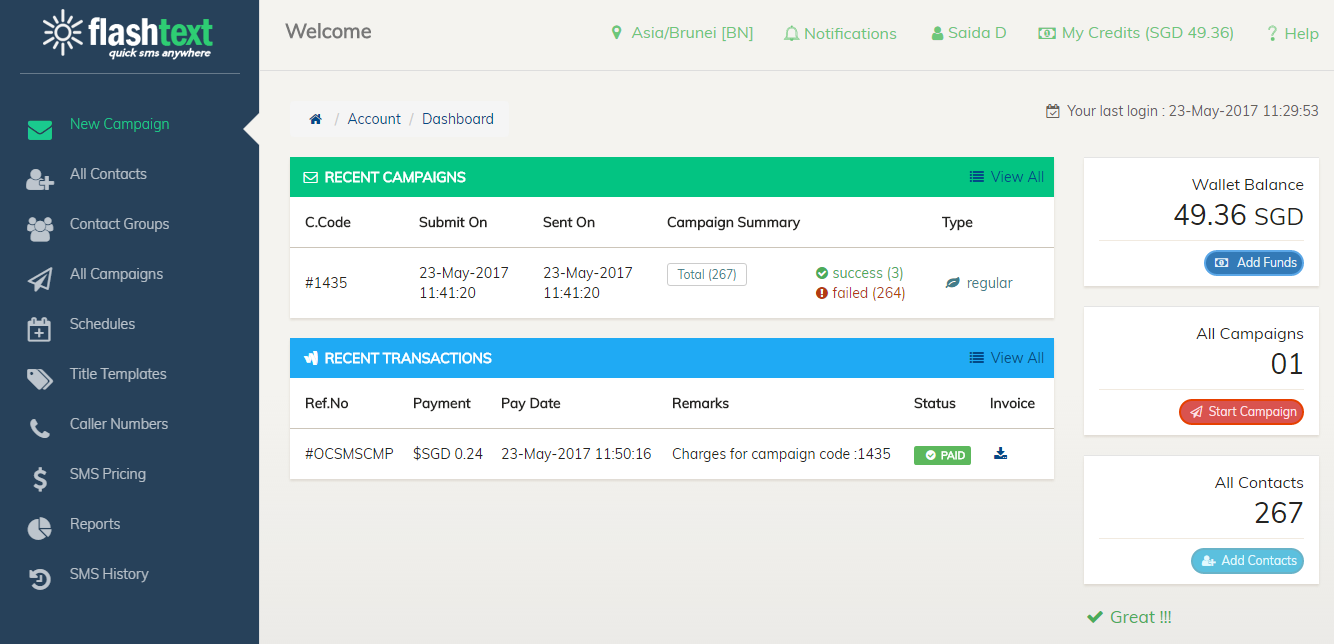 flashtext
quick sms anywhere
New Campaign
All Contacts
Contact Groups
All Campaigns
Schedules
Title Templates
Caller Numbers
SMS Pricing
Reports
SMS History
Welcome
Asia/Brunei [BN] Notifications Saida D My Credits (SGD 49.36) ? Help
/ Account / Dashboard
Your last login : 23-May-2017 11:29:53
RECENT CAMPAIGNS View All
C.Code Submit On Sent On Campaign Summary Type
#1435 23-May-2017 11:41:20 23-May-2017 11:41:20 Total (267) success (3) failed (264) regular
RECENT TRANSACTIONS View All
Ref.No Payment Pay Date Remarks Status Invoice
#OCSMSCMP $SGD 0.24 23-May-2017 11:50:16 Charges for campaign code :1435 PAID
Wallet Balance
49.36 SGD
Add Funds
All Campaigns
01
Start Campaign
All Contacts
267
Add Contacts
Great !!!